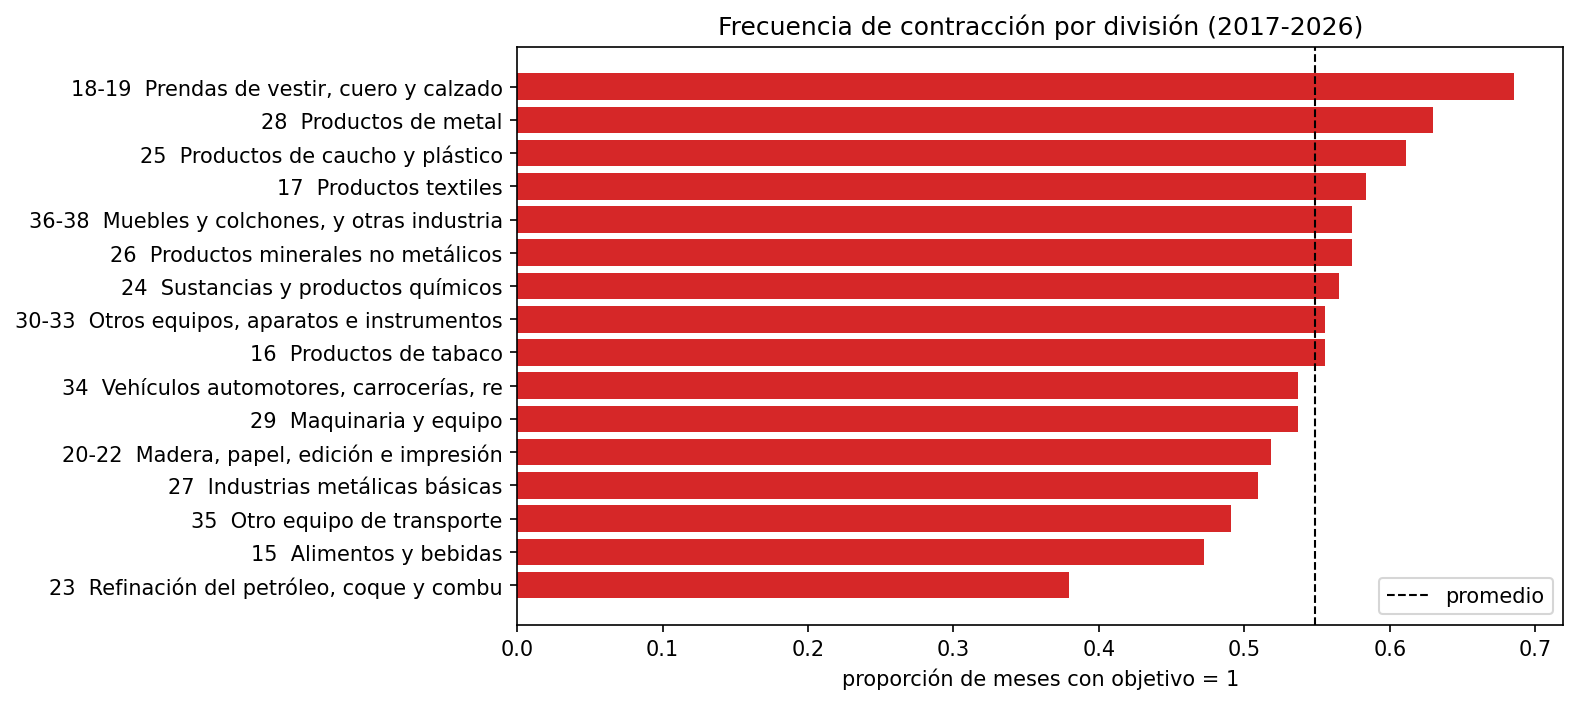 Frecuencia de contracción por división (2017-2026)
18-19  Prendas de vestir, cuero y calzado
28  Productos de metal
25  Productos de caucho y plástico
17  Productos textiles
36-38  Muebles y colchones, y otras industria
26  Productos minerales no metálicos
24  Sustancias y productos químicos
30-33  Otros equipos, aparatos e instrumentos
16  Productos de tabaco
34  Vehículos automotores, carrocerías, re
29  Maquinaria y equipo
20-22  Madera, papel, edición e impresión
27  Industrias metálicas básicas
35  Otro equipo de transporte
15  Alimentos y bebidas
23  Refinación del petróleo, coque y combu
promedio
0.0 0.1 0.2 0.3 0.4 0.5 0.6 0.7
proporción de meses con objetivo = 1